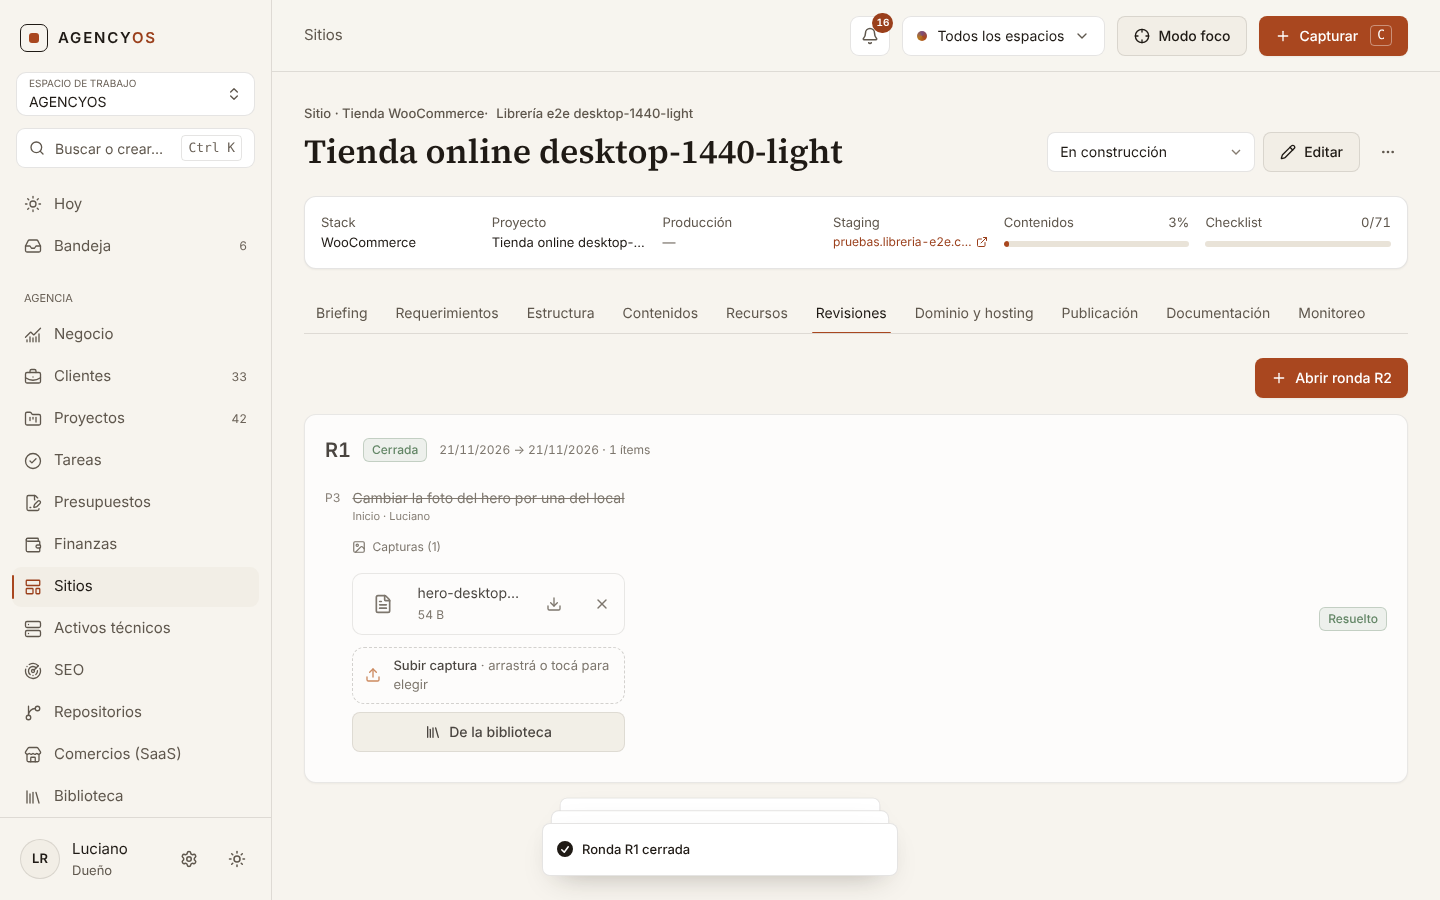 AGENCYOS
ESPACIO DE TRABAJO
AGENCYOS
Buscar o crear...
Ctrl K
Hoy
Bandeja
6
AGENCIA
Negocio
Clientes
33
Proyectos
42
Tareas
Presupuestos
Finanzas
Sitios
Activos técnicos
SEO
Repositorios
Comercios (SaaS)
Biblioteca
LR
Luciano
Dueño
Sitios
16
Todos los espacios
Modo foco
Capturar
C
Sitio · Tienda WooCommerce· Librería e2e desktop-1440-light
Tienda online desktop-1440-light
En construcción
Editar
Stack
WooCommerce
Proyecto
Tienda online desktop-...
Producción
—
Staging
pruebas.libreria-e2e.c...
Contenidos
3%
Checklist
0/71
Briefing
Requerimientos
Estructura
Contenidos
Recursos
Revisiones
Dominio y hosting
Publicación
Documentación
Monitoreo
Abrir ronda R2
R1
Cerrada
21/11/2026 → 21/11/2026 · 1 ítems
P3
Cambiar la foto del hero por una del local
Inicio · Luciano
Capturas (1)
hero-desktop...
54 B
Subir captura · arrastrá o tocá para
elegir
De la biblioteca
Resuelto
Ronda R1 cerrada